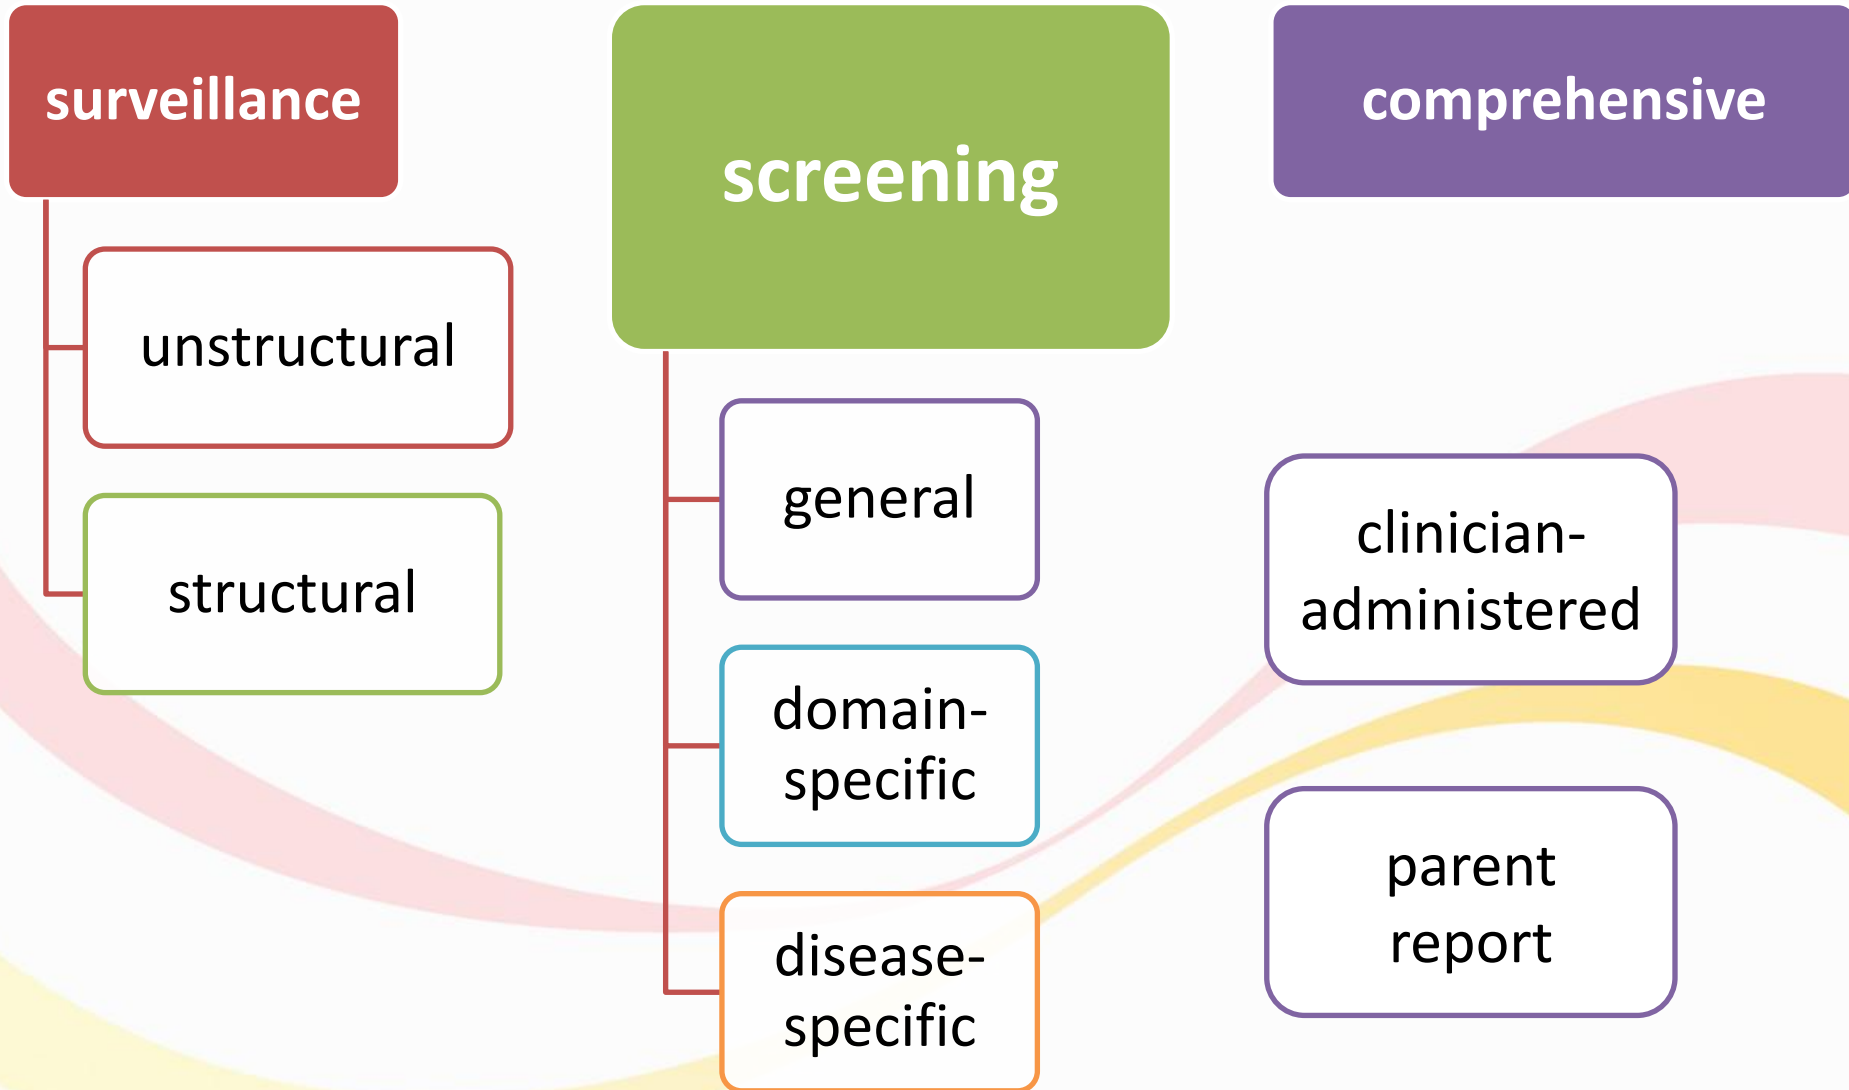 surveillance
unstructural
structural
screening
general
domain-
specific
disease-
specific
comprehensive
clinician-
administered
parent
report